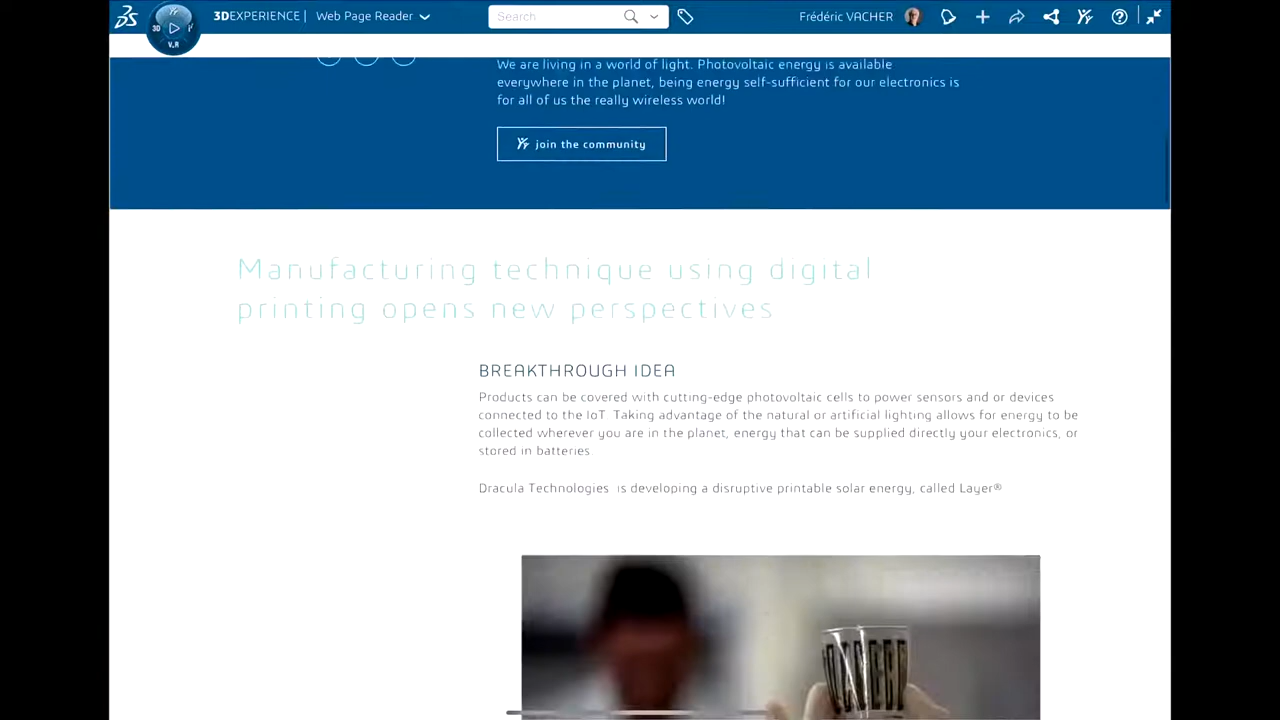 3DEXPERIENCE | Web Page Reader
Search
Frédéric VACHER
3D
V.R
We are living in a world of light. Photovoltaic energy is available
everywhere in the planet, being energy self-sufficient for our electronics is
for all of us the really wireless world!
join the community
Manufacturing technique using digital
printing opens new perspectives
BREAKTHROUGH IDEA
Products can be covered with cutting-edge photovoltaic cells to power sensors and or devices
connected to the IoT. Taking advantage of the natural or artificial lighting allows for energy to be
collected wherever you are in the planet, energy that can be supplied directly your electronics, or
stored in batteries.
Dracula Technologies is developing a disruptive printable solar energy, called Layer®